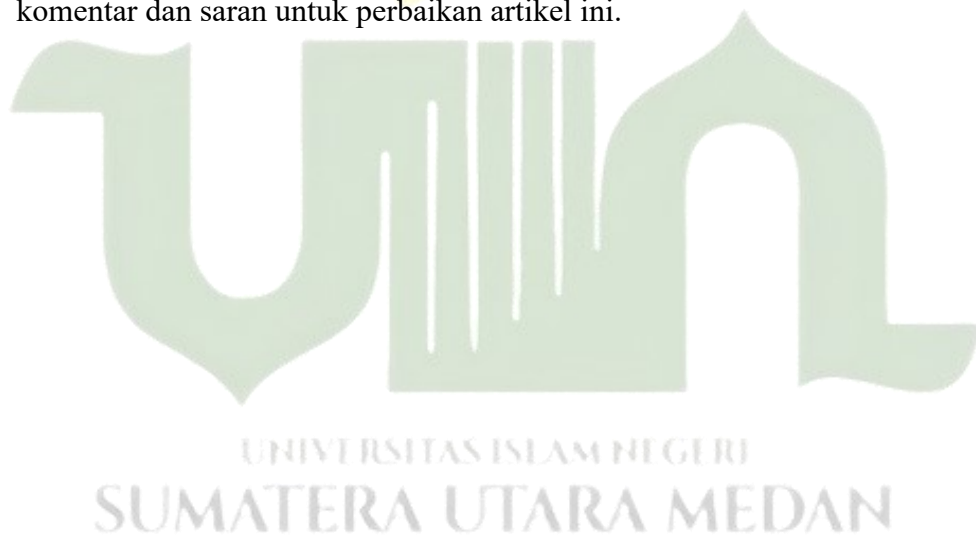 komentar dan saran untuk perbaikan artikel ini.
UNIVERSITAS ISLAM NEGERI
SUMATERA UTARA MEDAN